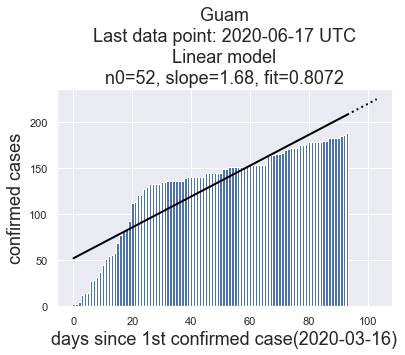 Guam
Last data point: 2020-06-17 UTC
Linear model
n0=52, slope=1.68, fit=0.8072
200
150
100
50
0
confirmed cases
0 20 40 60 80 100
days since 1st confirmed case(2020-03-16)